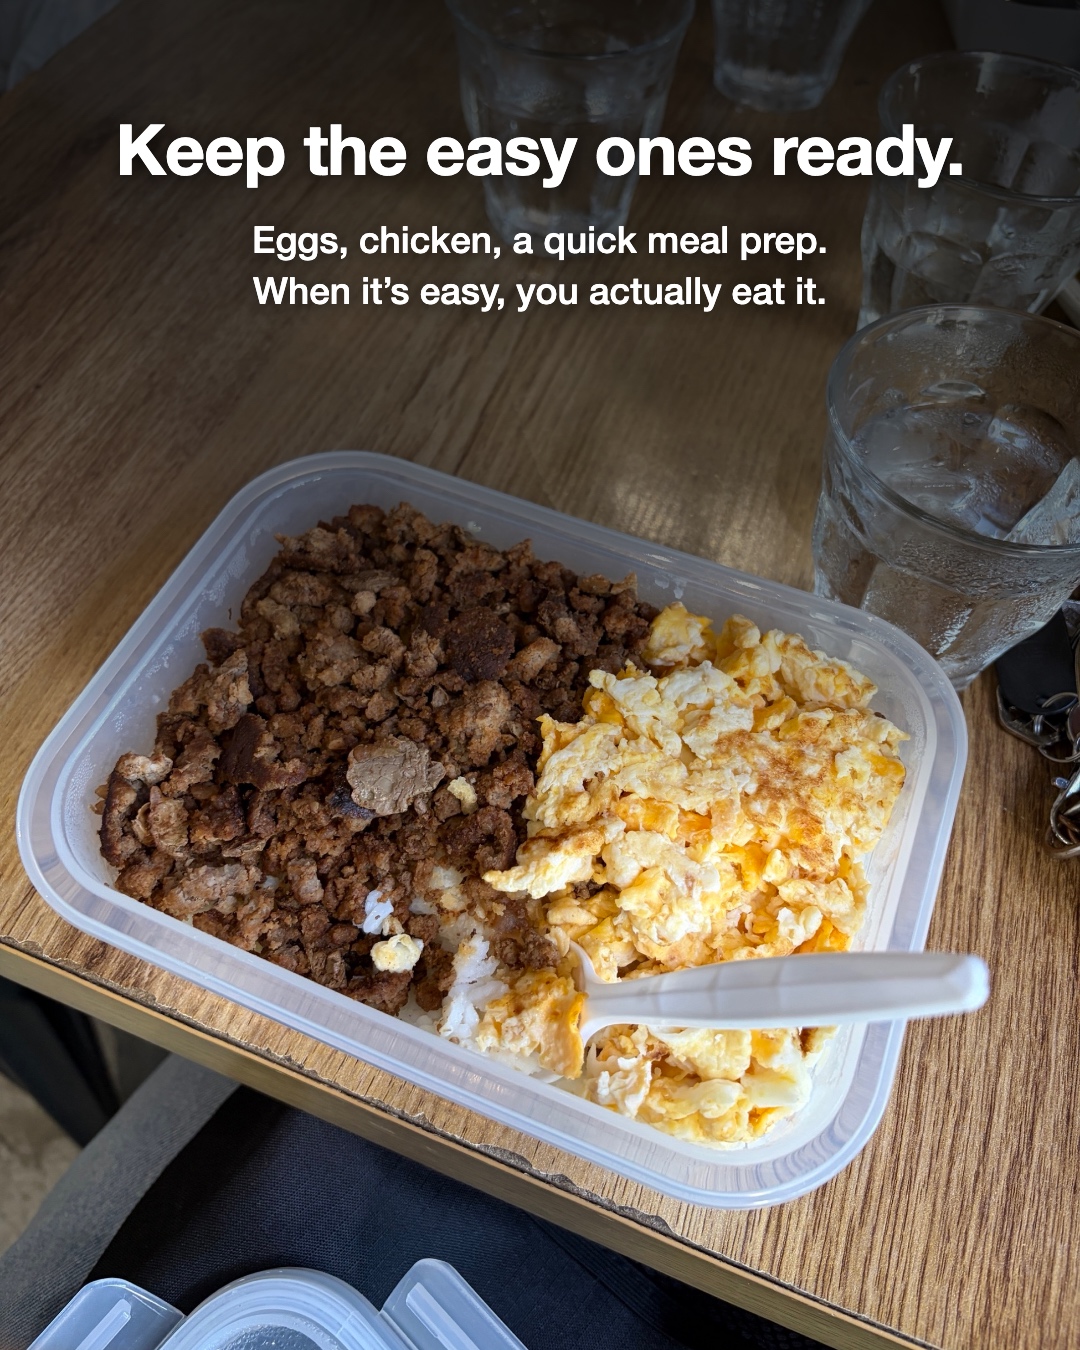 Keep the easy ones ready.
Eggs, chicken, a quick meal prep.
When it’s easy, you actually eat it.